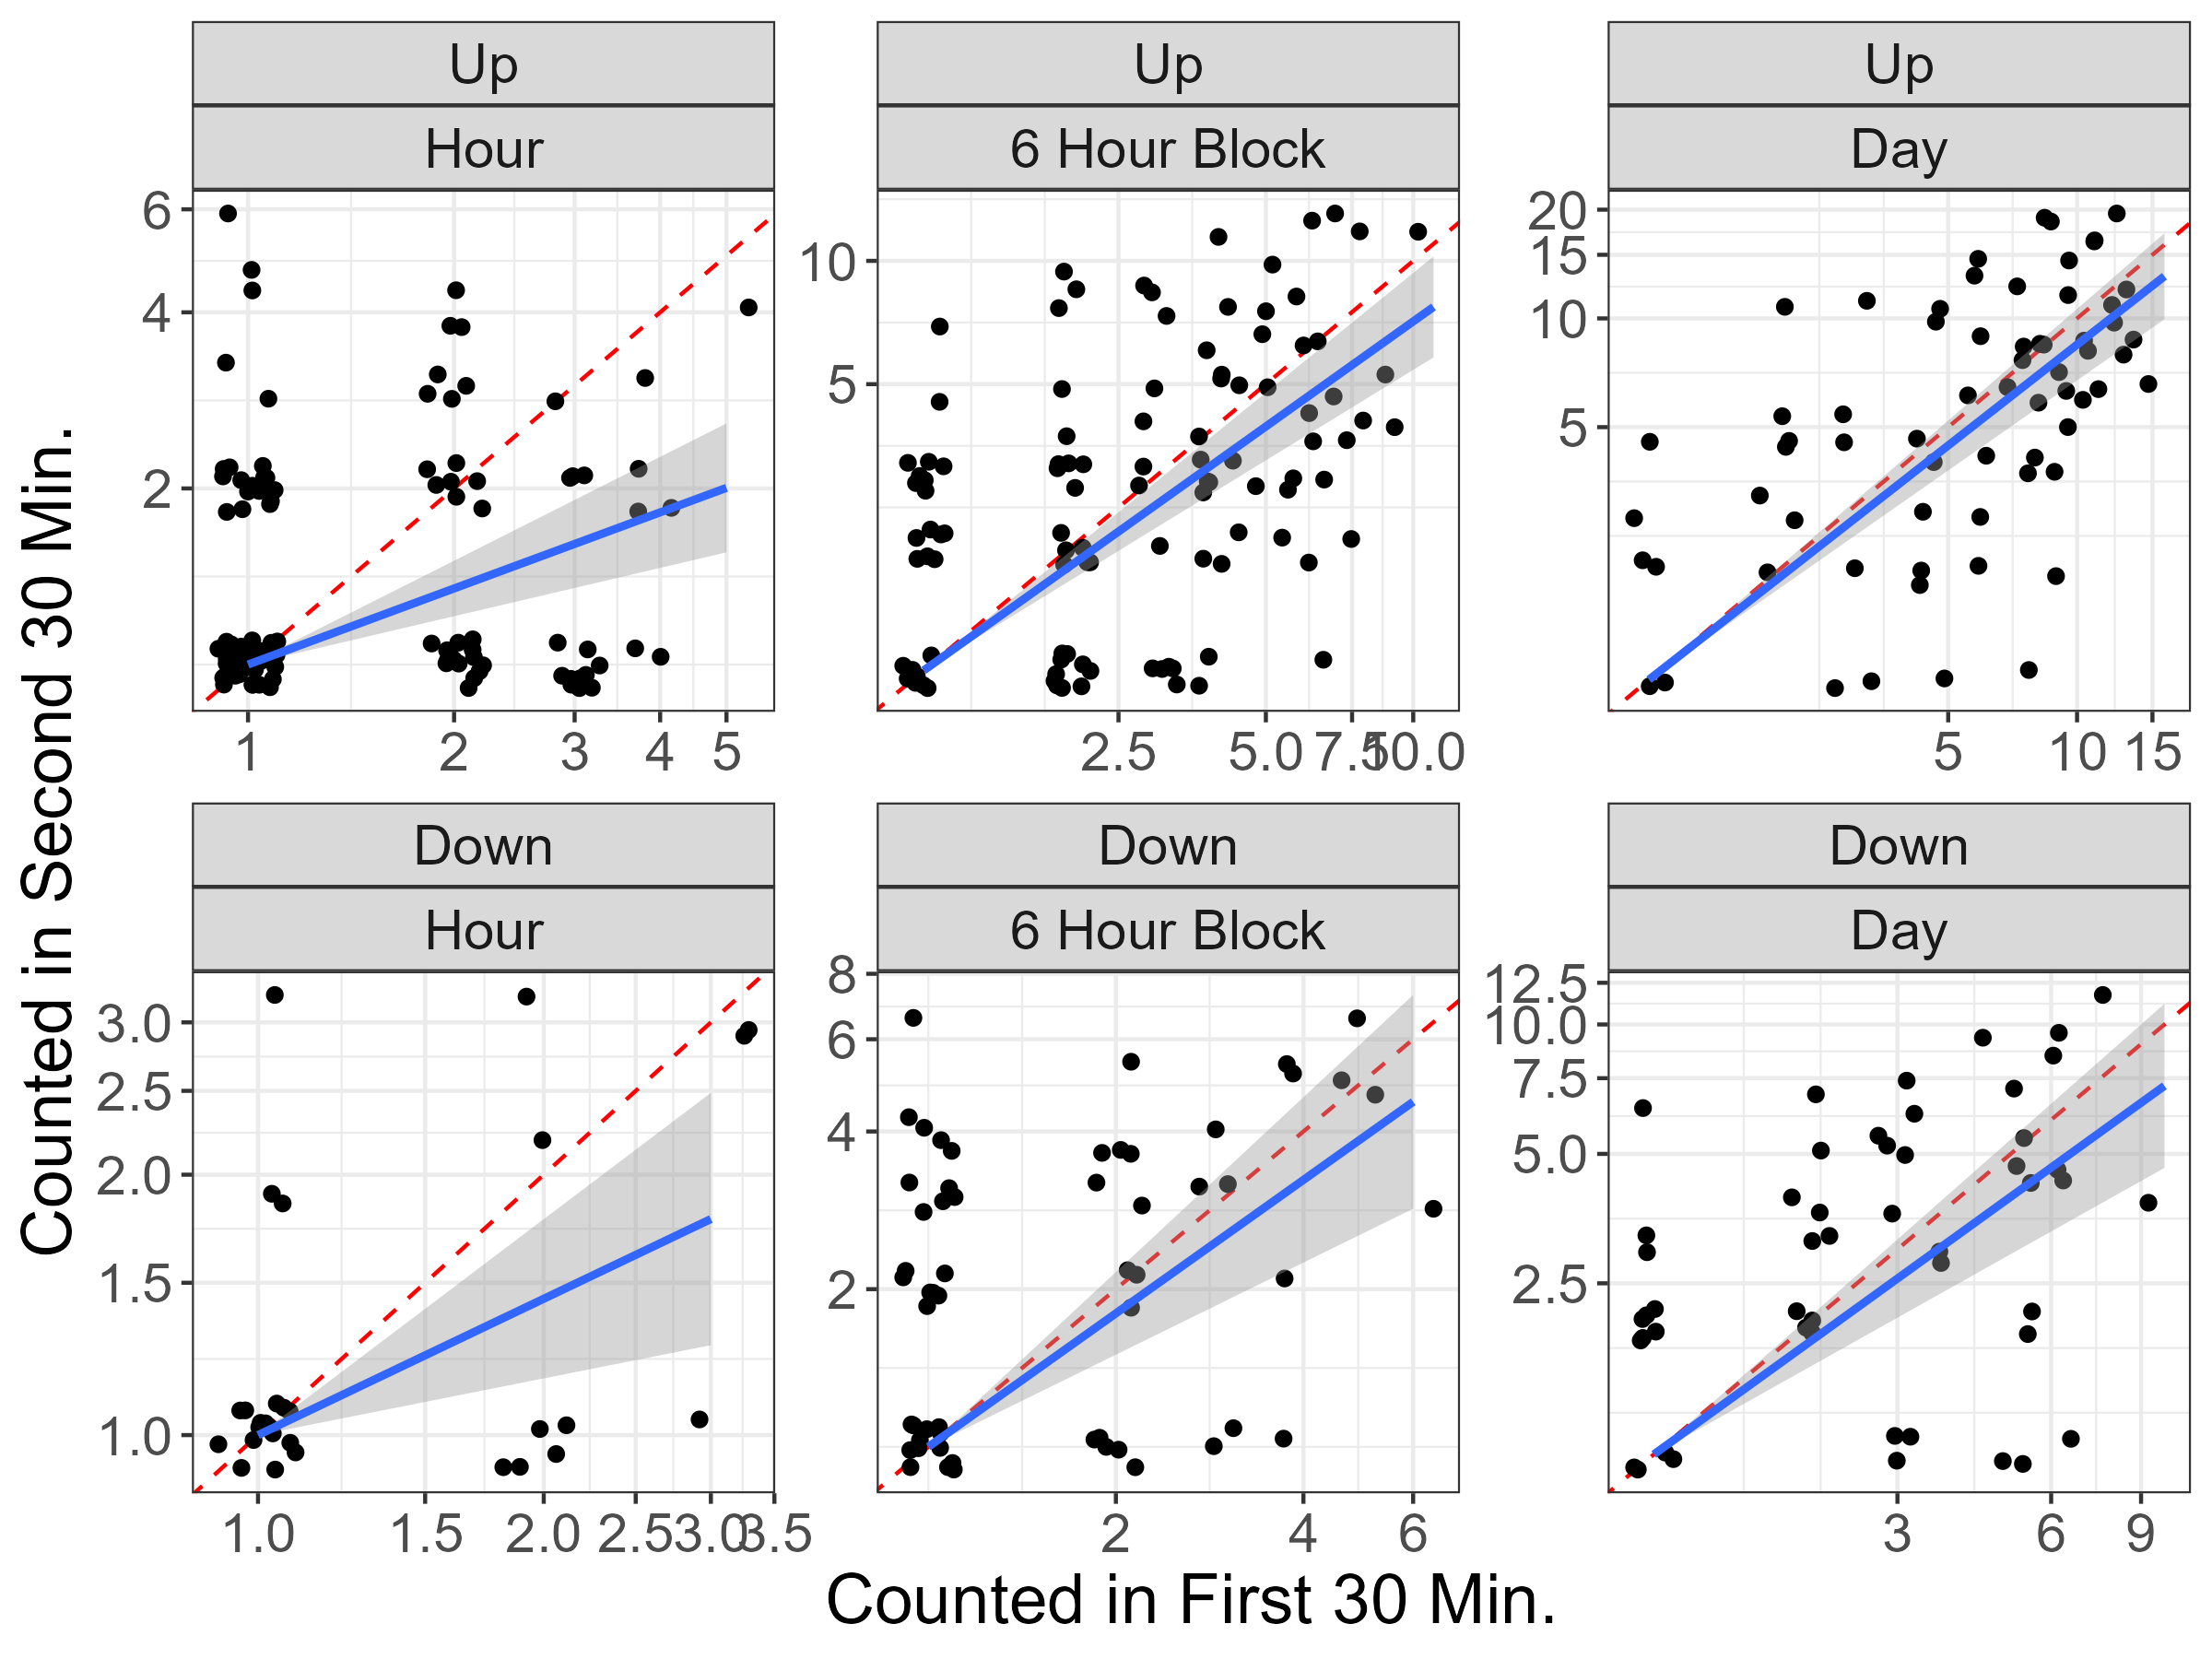 Up
Up
Up
Hour
6 Hour Block
Day
6
4
2
10
5
20
15
10
5
1 2 3 4 5
2.5 5.0 7.5 10.0
5 10 15
Down
Down
Down
Hour
6 Hour Block
Day
3.0
2.5
2.0
1.5
1.0
8
6
4
2
12.5
10.0
7.5
5.0
2.5
1.0 1.5 2.0 2.5 3.0 3.5
2 4 6
3 6 9
Counted in Second 30 Min.
Counted in First 30 Min.